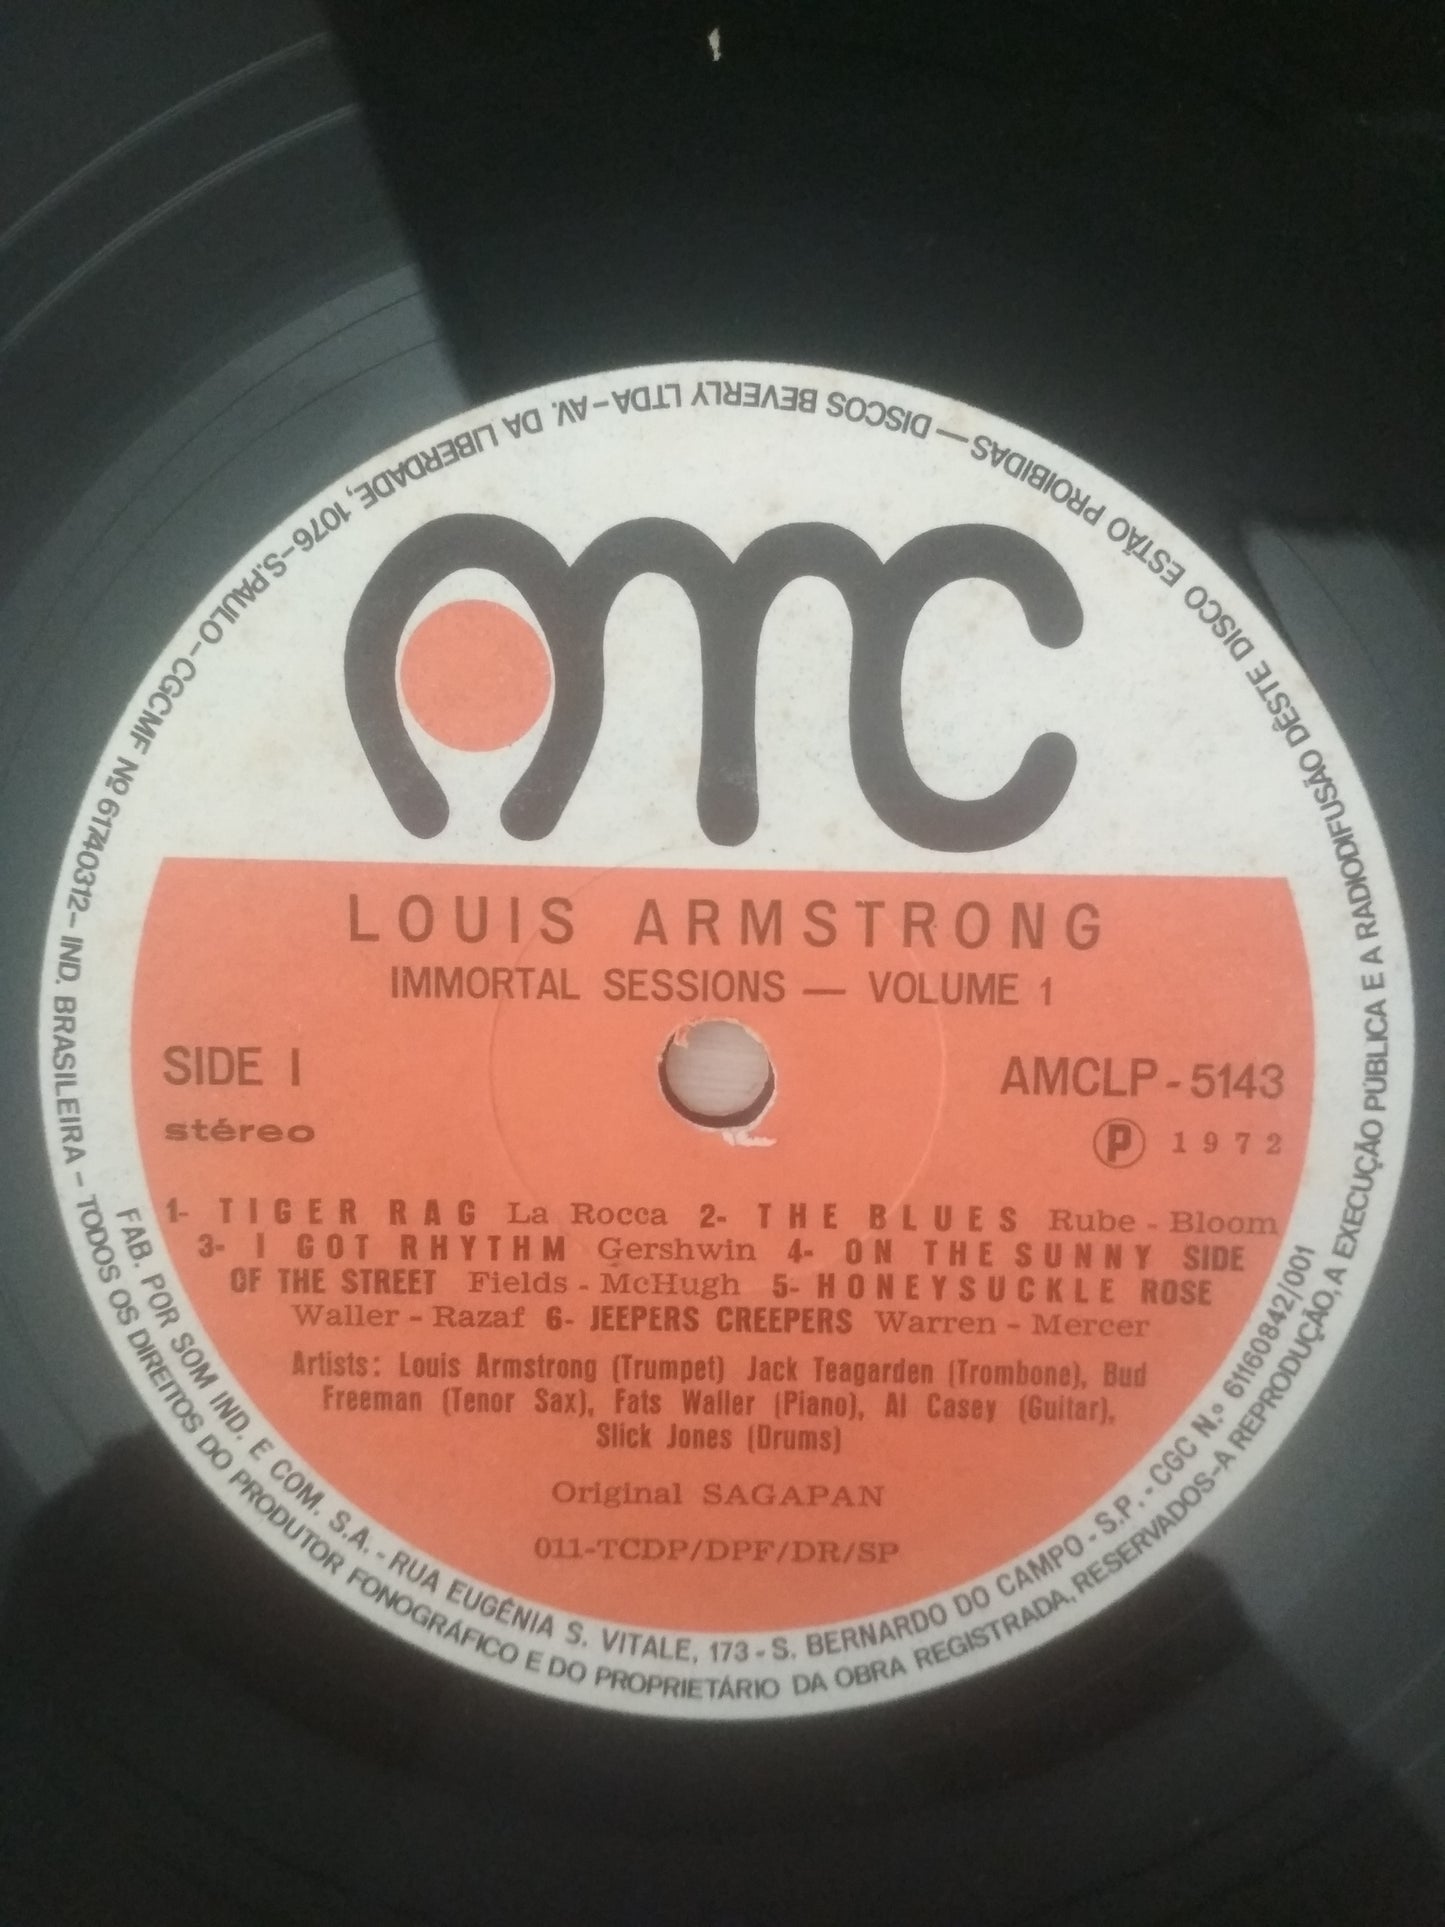 AMC
LOUIS ARMSTRONG
IMMORTAL SESSIONS — VOLUME 1
SIDE I
stéreo
AMCLP - 5143
Ⓟ 1972
1- TIGER RAG La Rocca 2- THE BLUES Rube - Bloom
3- I GOT RHYTHM Gershwin 4- ON THE SUNNY SIDE
OF THE STREET Fields - McHugh 5- HONEYSUCKLE ROSE
Waller - Razaf 6- JEEPERS CREEPERS Warren - Mercer
Artists: Louis Armstrong (Trumpet) Jack Teagarden (Trombone), Bud
Freeman (Tenor Sax), Fats Waller (Piano), Al Casey (Guitar),
Slick Jones (Drums)
Original SAGAPAN
011-TCDP/DPF/DR/SP
FAB. POR SOM IND. E COM. S.A. - RUA EUGÊNIA S. VITALE, 173 - S. BERNARDO DO CAMPO - S.P. - CGC N.º 61160842/001
TODOS OS DIREITOS DO PRODUTOR FONOGRÁFICO E DO PROPRIETÁRIO DA OBRA REGISTRADA, RESERVADOS-A REPRODUÇÃO, A EXECUÇÃO PÚBLICA E A RADIODIFUSÃO DÊSTE DISCO ESTÃO PROIBIDAS — DISCOS BEVERLY LTDA - AV. DA LIBERDADE, 1076 - S.PAULO - CGCMF Nº 61740312 - IND. BRASILEIRA -